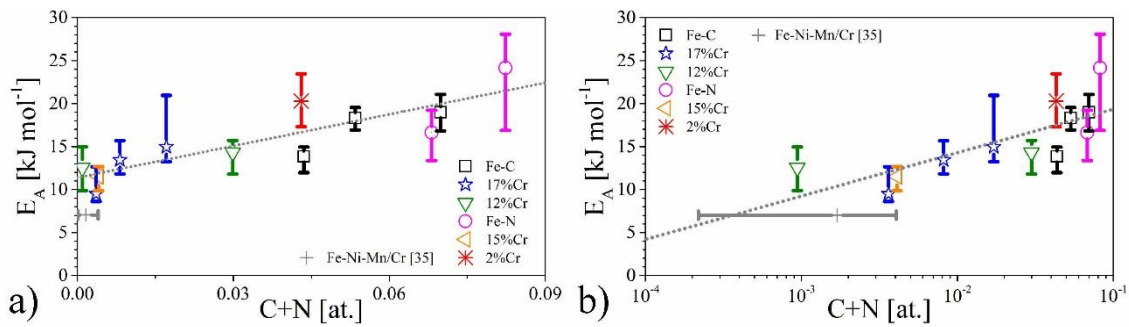 a)
30
25
20
15
10
5
0
E_A [kJ mol⁻¹]
0.00
0.03
0.06
0.09
C+N [at.]
Fe-C
17%Cr
12%Cr
Fe-N
15%Cr
2%Cr
Fe-Ni-Mn/Cr [35]
b)
30
25
20
15
10
5
0
E_A [kJ mol⁻¹]
10⁻⁴
10⁻³
10⁻²
10⁻¹
C+N [at.]
Fe-C
17%Cr
12%Cr
Fe-N
15%Cr
2%Cr
Fe-Ni-Mn/Cr [35]